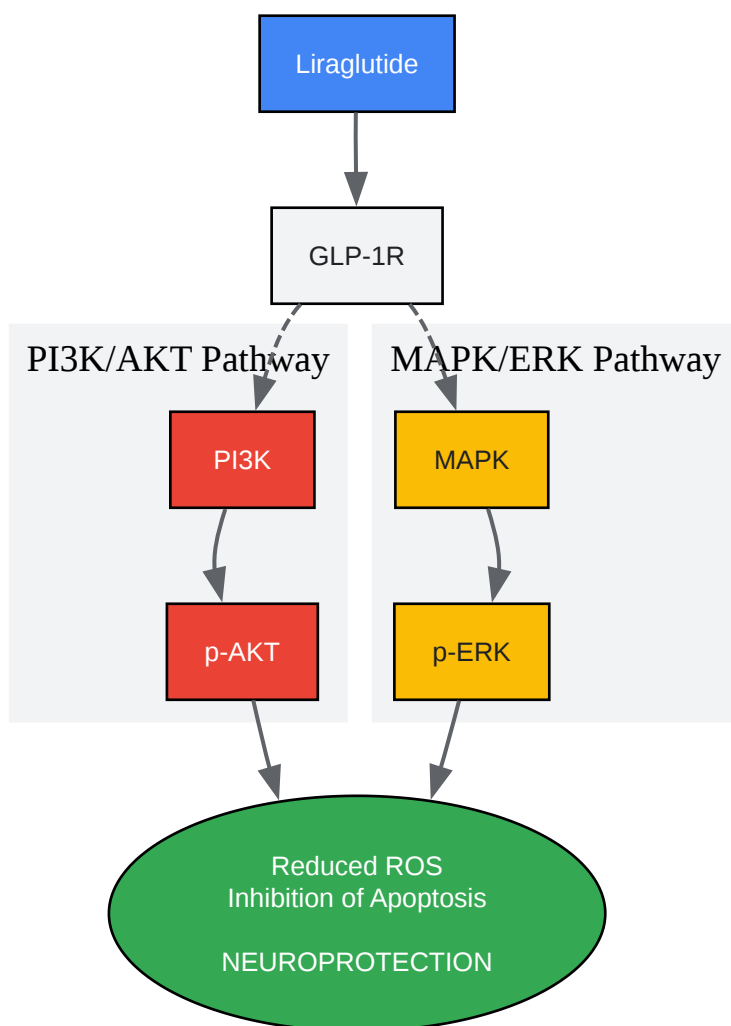 Liraglutide
GLP-1R
PI3K/AKT Pathway
MAPK/ERK Pathway
PI3K
MAPK
p-AKT
p-ERK
Reduced ROS
Inhibition of Apoptosis
NEUROPROTECTION